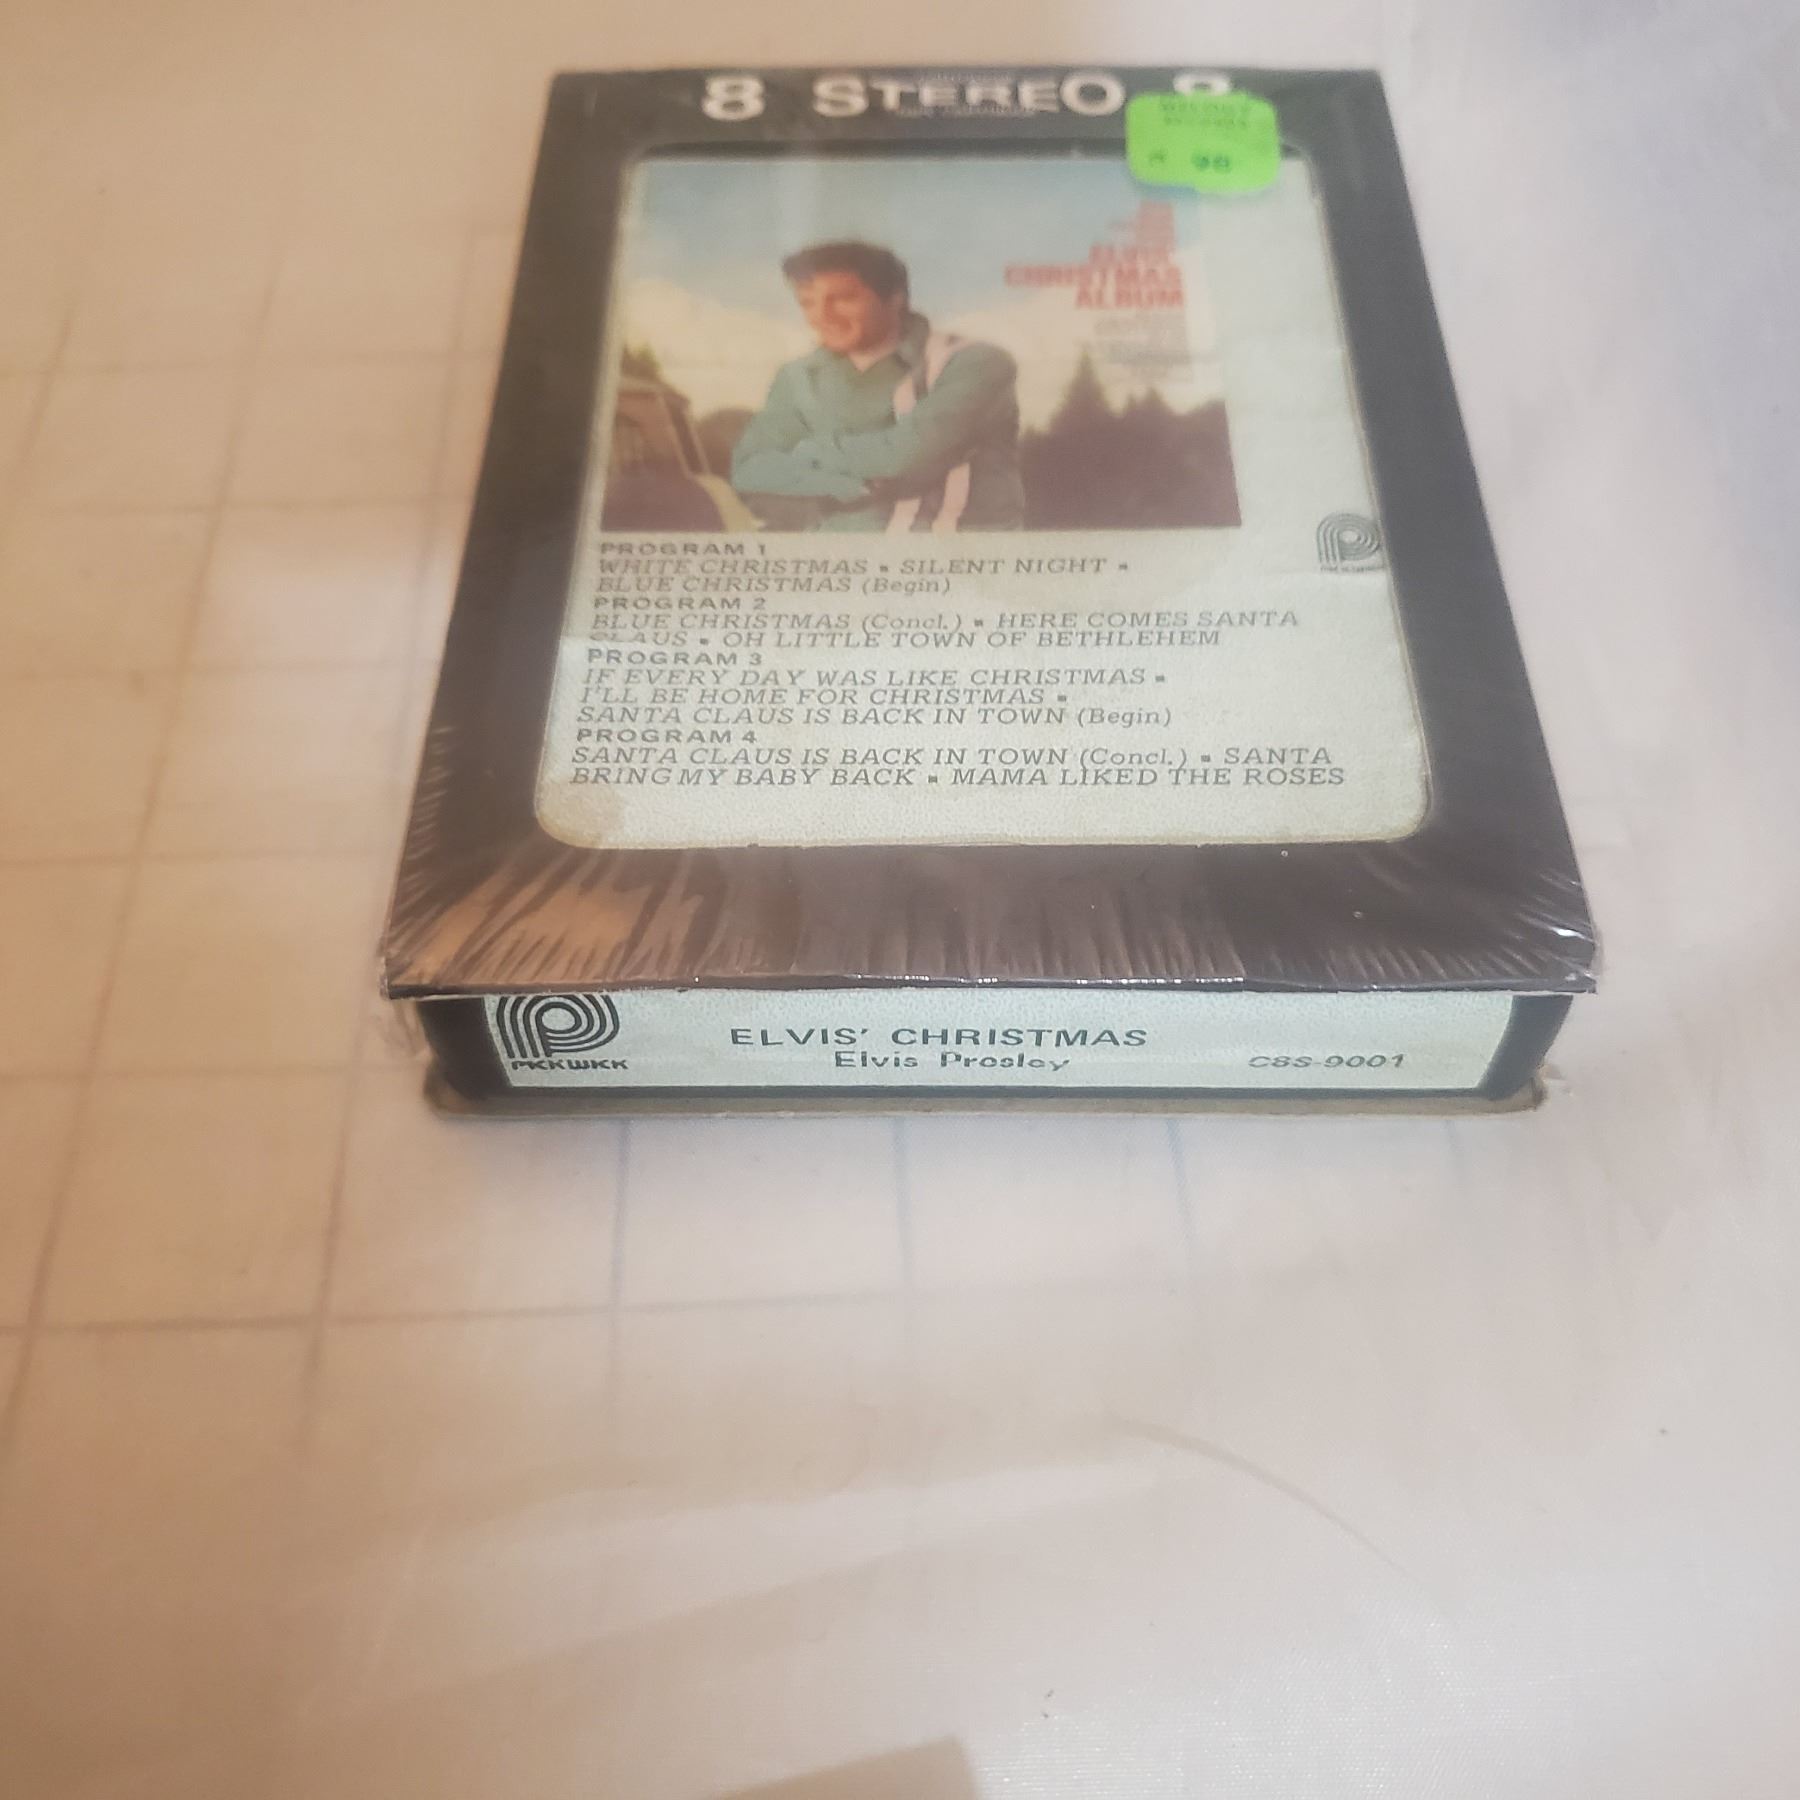 8 STEREO 8
98
ELVIS'
CHRISTMAS
ALBUM
PROGRAM 1
WHITE CHRISTMAS ▪ SILENT NIGHT ▪
BLUE CHRISTMAS (Begin)
PROGRAM 2
BLUE CHRISTMAS (Concl.) ▪ HERE COMES SANTA
CLAUS ▪ OH LITTLE TOWN OF BETHLEHEM
PROGRAM 3
IF EVERY DAY WAS LIKE CHRISTMAS ▪
I'LL BE HOME FOR CHRISTMAS ▪
SANTA CLAUS IS BACK IN TOWN (Begin)
PROGRAM 4
SANTA CLAUS IS BACK IN TOWN (Concl.) ▪ SANTA
BRING MY BABY BACK ▪ MAMA LIKED THE ROSES
PICKWICK
ELVIS' CHRISTMAS
Elvis Presley
C8S-9001